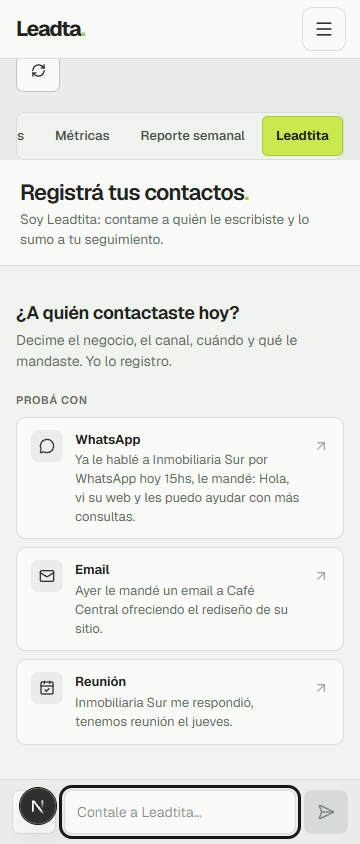 Leadta.
s Métricas Reporte semanal Leadtita
Registrá tus contactos.
Soy Leadtita: contame a quién le escribiste y lo
sumo a tu seguimiento.
¿A quién contactaste hoy?
Decime el negocio, el canal, cuándo y qué le
mandaste. Yo lo registro.
PROBÁ CON
WhatsApp
Ya le hablé a Inmobiliaria Sur por
WhatsApp hoy 15hs, le mandé: Hola,
vi su web y les puedo ayudar con más
consultas.
Email
Ayer le mandé un email a Café
Central ofreciendo el rediseño de su
sitio.
Reunión
Inmobiliaria Sur me respondió,
tenemos reunión el jueves.
N
Contale a Leadtita...